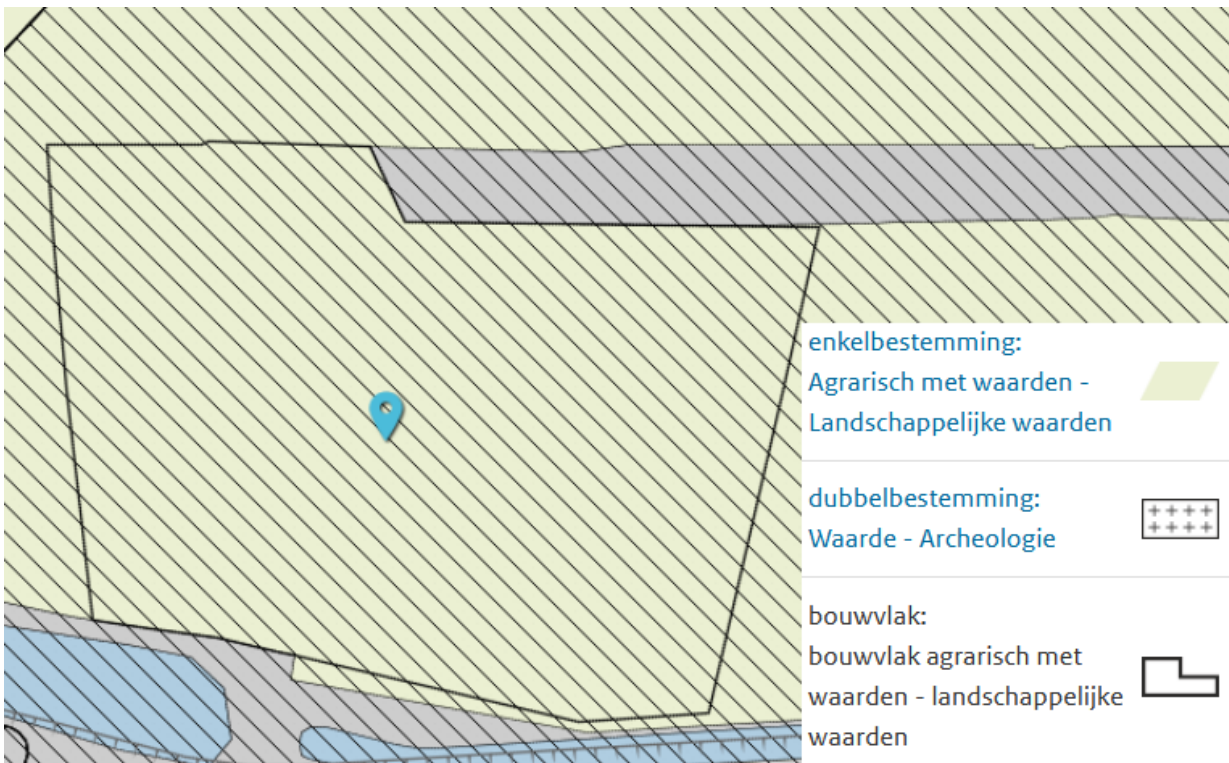 enkelbestemming:
Agrarisch met waarden -
Landschappelijke waarden
dubbelbestemming:
Waarde - Archeologie
bouwvlak:
bouwvlak agrarisch met
waarden - landschappelijke
waarden